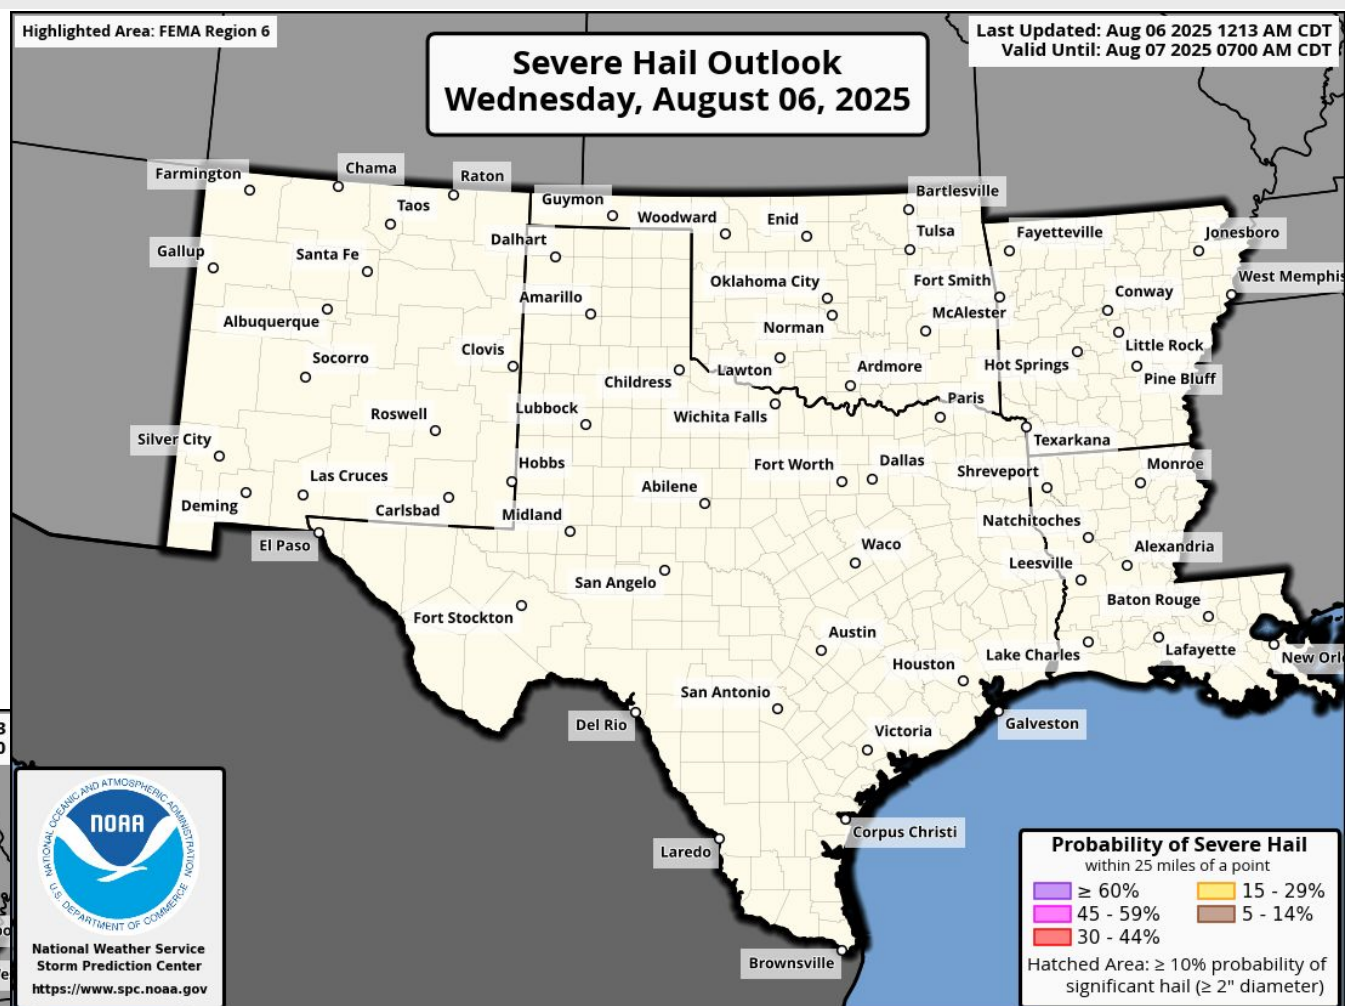 Highlighted Area: FEMA Region 6
Last Updated: Aug 06 2025 1213 AM CDT
Valid Until: Aug 07 2025 0700 AM CDT
Severe Hail Outlook
Wednesday, August 06, 2025
Farmington
Chama
Raton
Taos
Guymon
Woodward
Enid
Bartlesville
Tulsa
Fayetteville
Jonesboro
Gallup
Santa Fe
Dalhart
West Memphis
Oklahoma City
Fort Smith
Conway
Amarillo
Albuquerque
Norman
McAlester
Little Rock
Socorro
Clovis
Childress
Lawton
Ardmore
Hot Springs
Pine Bluff
Roswell
Lubbock
Wichita Falls
Paris
Silver City
Texarkana
Las Cruces
Hobbs
Abilene
Fort Worth
Dallas
Shreveport
Monroe
Deming
Carlsbad
Midland
Natchitoches
El Paso
Waco
Alexandria
San Angelo
Leesville
Fort Stockton
Baton Rouge
Austin
Houston
Lake Charles
Lafayette
New Orl
San Antonio
Del Rio
Victoria
Galveston
Corpus Christi
Laredo
Brownsville
3
0
NATIONAL OCEANIC AND ATMOSPHERIC ADMINISTRATION
NOAA
U.S. DEPARTMENT OF COMMERCE
National Weather Service
Storm Prediction Center
https://www.spc.noaa.gov
Probability of Severe Hail
within 25 miles of a point
≥ 60%
15 - 29%
45 - 59%
5 - 14%
30 - 44%
Hatched Area: ≥ 10% probability of
significant hail (≥ 2" diameter)